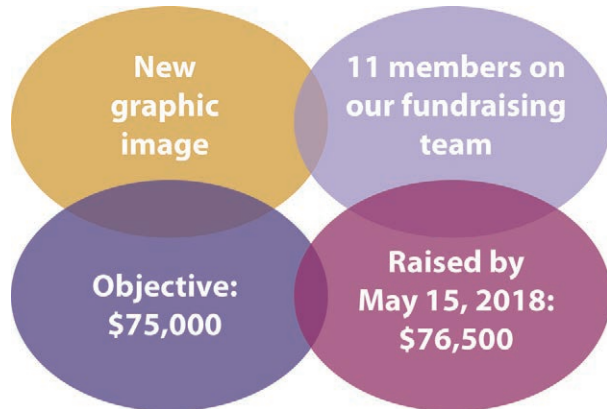 New
graphic
image
11 members on
our fundraising
team
Objective:
$75,000
Raised by
May 15, 2018:
$76,500